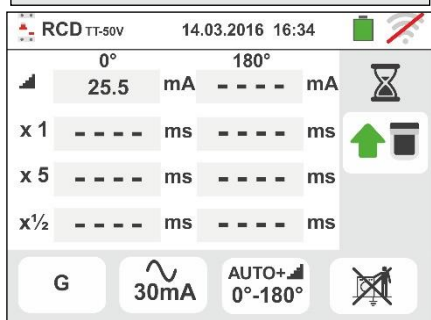 RCD TT-50V 14.03.2016 16:34
0° 180°
25.5 mA - - - - mA
x 1 - - - - ms - - - - ms
x 5 - - - - ms - - - - ms
x½ - - - - ms - - - - ms
G 30mA AUTO+ 0°-180°